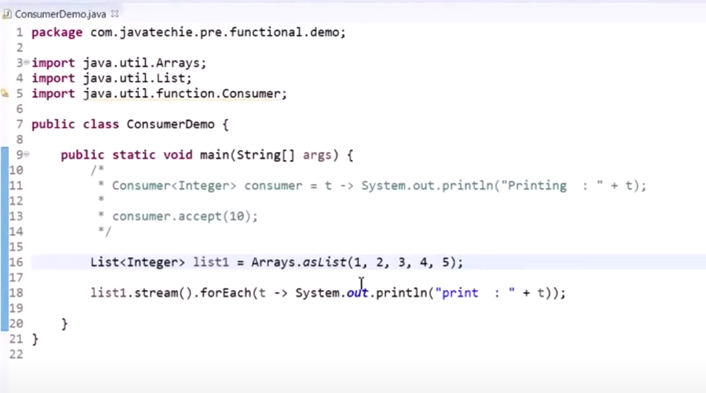 ConsumerDemo.java
1 package com.javatechie.pre.functional.demo;
2
3 import java.util.Arrays;
4 import java.util.List;
5 import java.util.function.Consumer;
6
7 public class ConsumerDemo {
8
9     public static void main(String[] args) {
10         /*
11          * Consumer<Integer> consumer = t -> System.out.println("Printing  : " + t);
12          *
13          * consumer.accept(10);
14          */
15
16         List<Integer> list1 = Arrays.asList(1, 2, 3, 4, 5);
17
18         list1.stream().forEach(t -> System.out.println("print  : " + t));
19
20     }
21 }
22